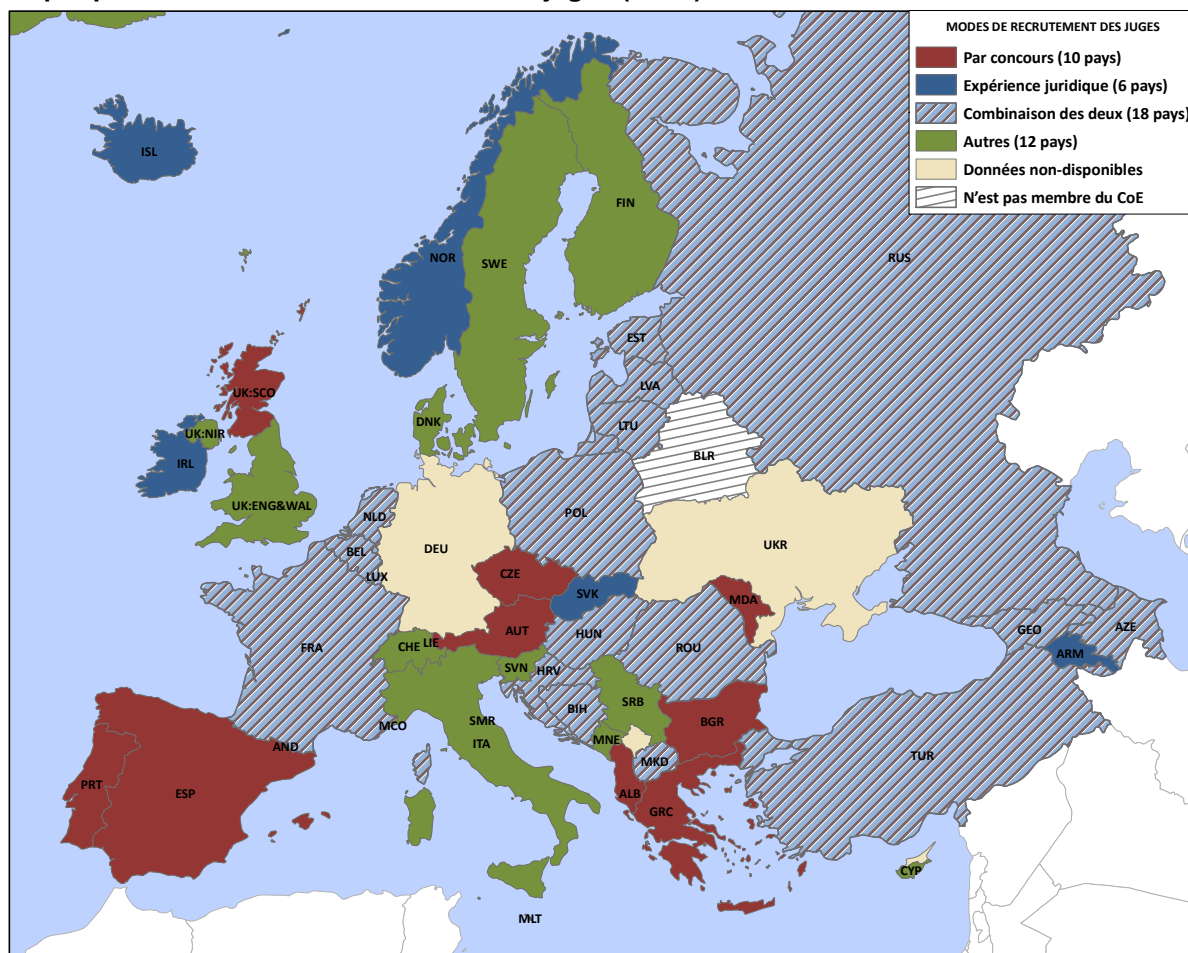 MODES DE RECRUTEMENT DES JUGES
Par concours (10 pays)
Expérience juridique (6 pays)
Combinaison des deux (18 pays)
Autres (12 pays)
Données non-disponibles
N'est pas membre du CoE
ISL
NOR
SWE
FIN
RUS
EST
LVA
LTU
BLR
UK:SCO
UK:NIR
IRL
UK:ENG&WAL
DNK
NLD
BEL
LUX
DEU
POL
UKR
CZE
SVK
AUT
LIE
CHE
FRA
HUN
MDA
ROU
SVN
HRV
BIH
SRB
MCO
SMR
ITA
MNE
MKD
BGR
ALB
GRC
AND
PRT
ESP
TUR
GEO
AZE
ARM
CYP
MLT